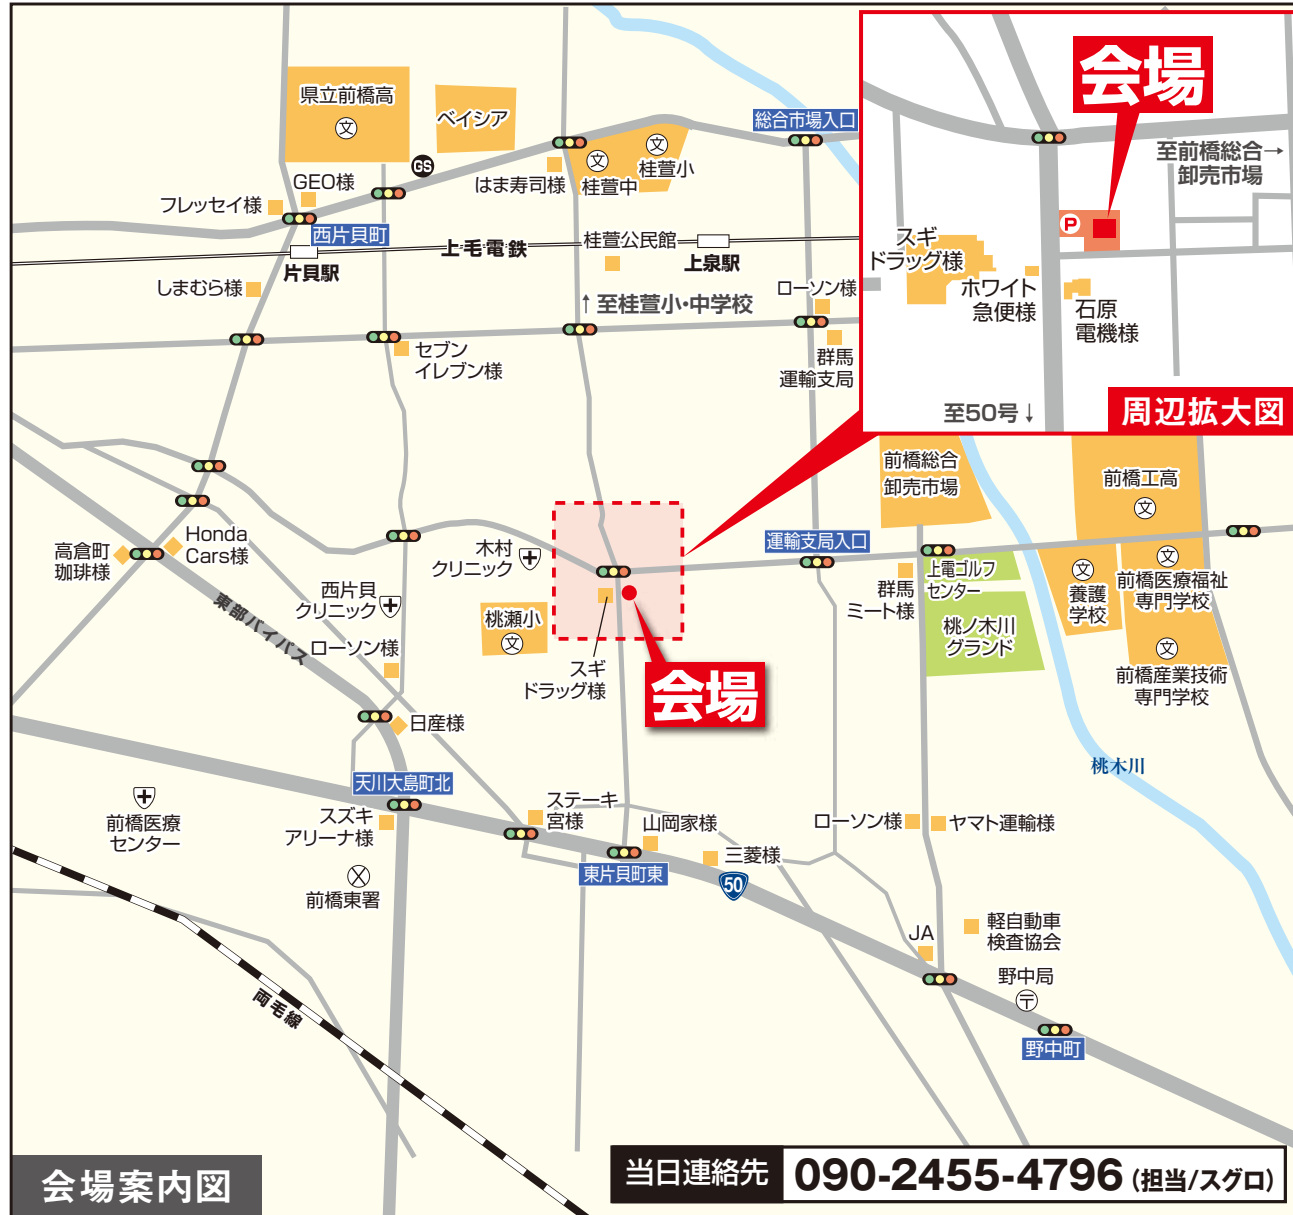 県立前橋高
文
ベイシア
総合市場入口
GS
文
桂萱小
文
桂萱中
はま寿司様
GEO様
フレッセイ様
西片貝町
片貝駅
上毛電鉄
桂萱公民館
上泉駅
しまむら様
↑至桂萱小・中学校
ローソン様
セブン
イレブン様
群馬
運輸支局
会場
至前橋総合→
卸売市場
P
スギ
ドラッグ様
ホワイト
急便様
石原
電機様
至50号↓
周辺拡大図
前橋総合
卸売市場
前橋工高
文
Honda
Cars様
高倉町
珈琲様
木村
クリニック
運輸支局入口
群馬
ミート様
上電ゴルフ
センター
文
養護
学校
文
前橋医療福祉
専門学校
西片貝
クリニック
東部バイパス
ローソン様
桃瀬小
文
スギ
ドラッグ様
会場
桃ノ木川
グランド
文
前橋産業技術
専門学校
日産様
桃木川
天川大島町北
前橋医療
センター
スズキ
アリーナ様
ステーキ
宮様
山岡家様
ローソン様
ヤマト運輸様
東片貝町東
三菱様
50
前橋東署
JA
軽自動車
検査協会
野中局
〒
野中町
両毛線
会場案内図
当日連絡先 090-2455-4796(担当/スグロ)